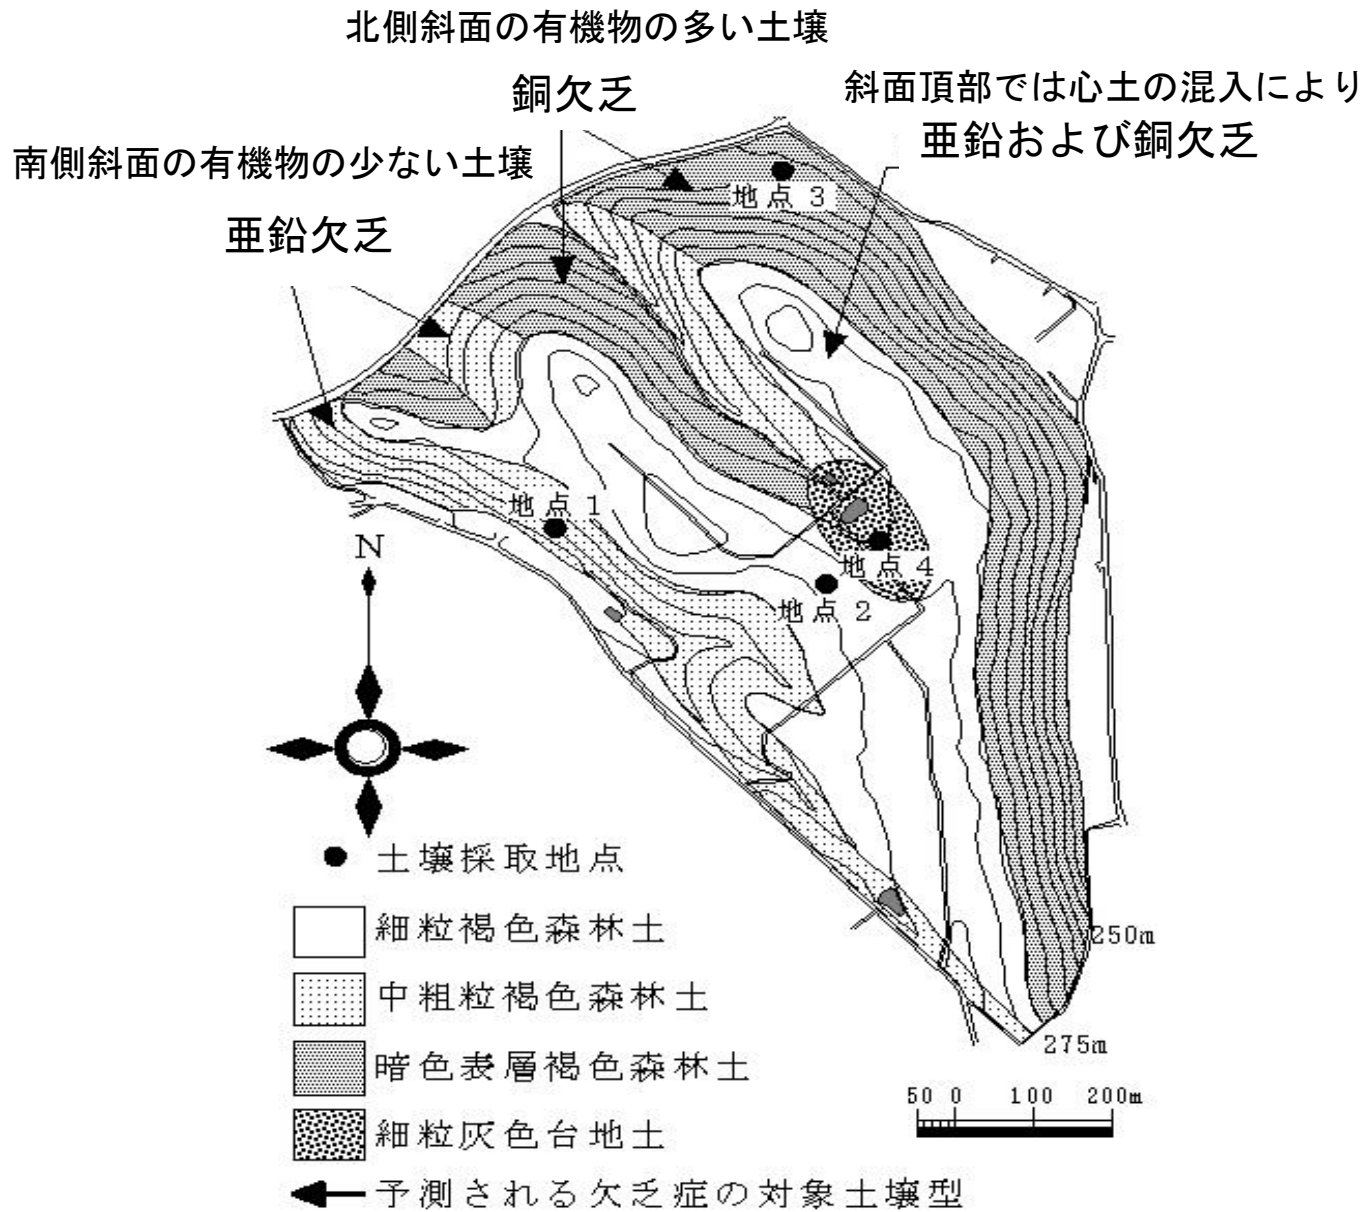 北側斜面の有機物の多い土壌
銅欠乏
斜面頂部では心土の混入により
亜鉛および銅欠乏
南側斜面の有機物の少ない土壌
亜鉛欠乏
地点3
地点1
地点4
地点2
N
土壌採取地点
細粒褐色森林土
中粗粒褐色森林土
暗色表層褐色森林土
細粒灰色台地土
予測される欠乏症の対象土壌型
250m
275m
50 0 100 200m